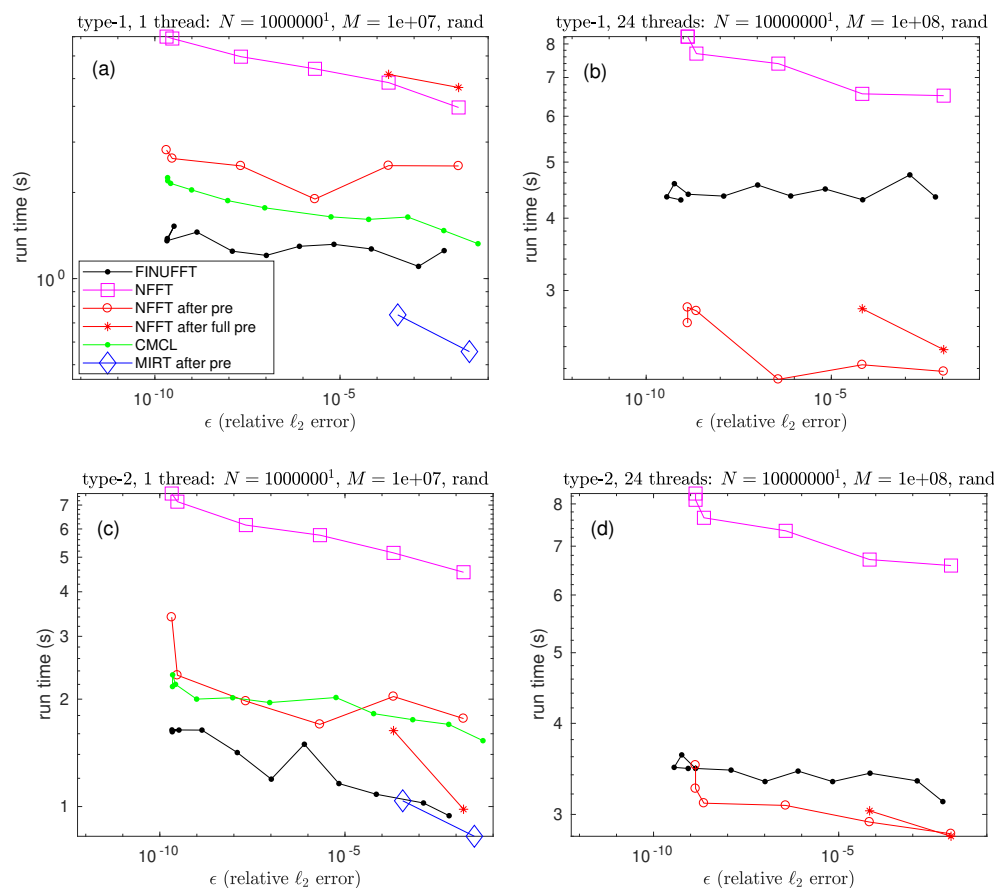 type-1, 1 thread: N = 1000000¹, M = 1e+07, rand
(a)
run time (s)
10⁰
FINUFFT
NFFT
NFFT after pre
NFFT after full pre
CMCL
MIRT after pre
10⁻¹⁰
10⁻⁵
ϵ (relative ℓ₂ error)
type-1, 24 threads: N = 10000000¹, M = 1e+08, rand
(b)
run time (s)
8
7
6
5
4
3
10⁻¹⁰
10⁻⁵
ϵ (relative ℓ₂ error)
type-2, 1 thread: N = 1000000¹, M = 1e+07, rand
(c)
run time (s)
7
6
5
4
3
2
1
10⁻¹⁰
10⁻⁵
ϵ (relative ℓ₂ error)
type-2, 24 threads: N = 10000000¹, M = 1e+08, rand
(d)
run time (s)
8
7
6
5
4
3
10⁻¹⁰
10⁻⁵
ϵ (relative ℓ₂ error)